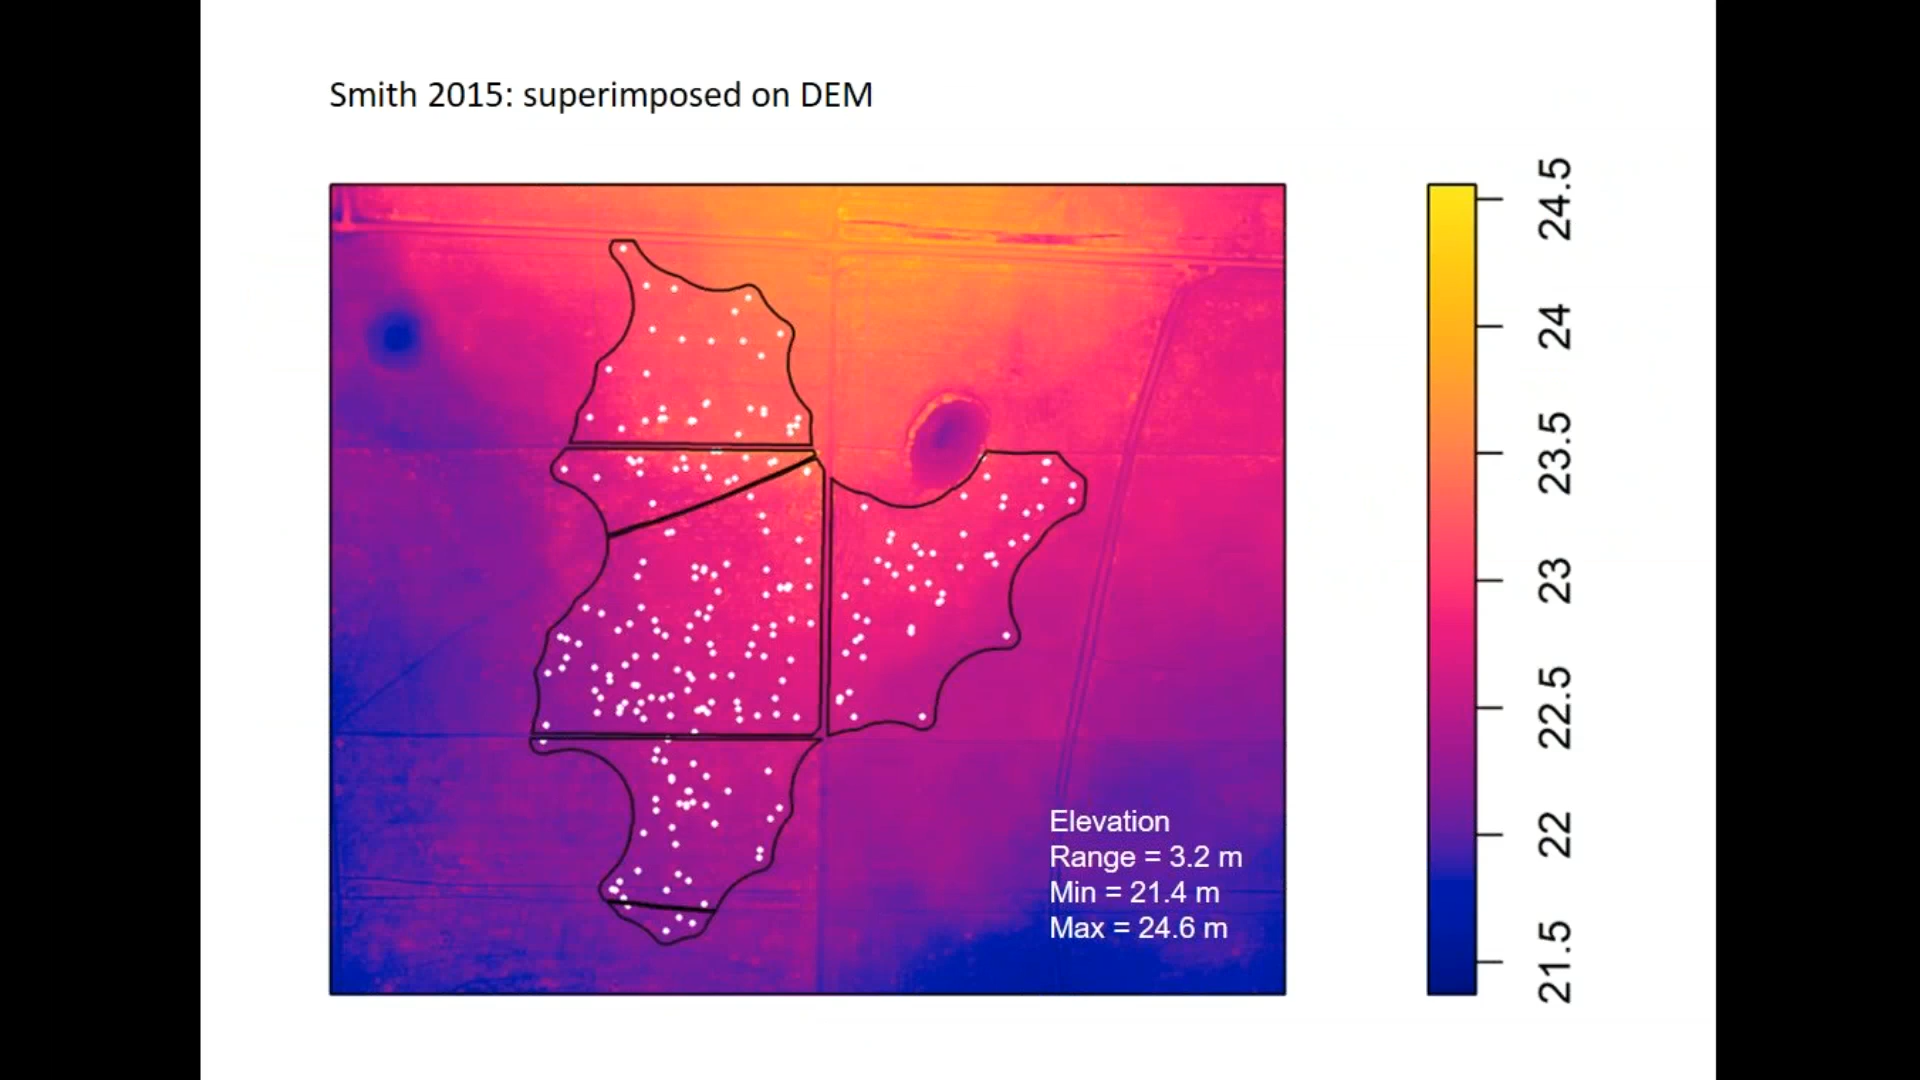 Smith 2015: superimposed on DEM
24.5
24
23.5
23
22.5
22
21.5
Elevation
Range = 3.2 m
Min = 21.4 m
Max = 24.6 m